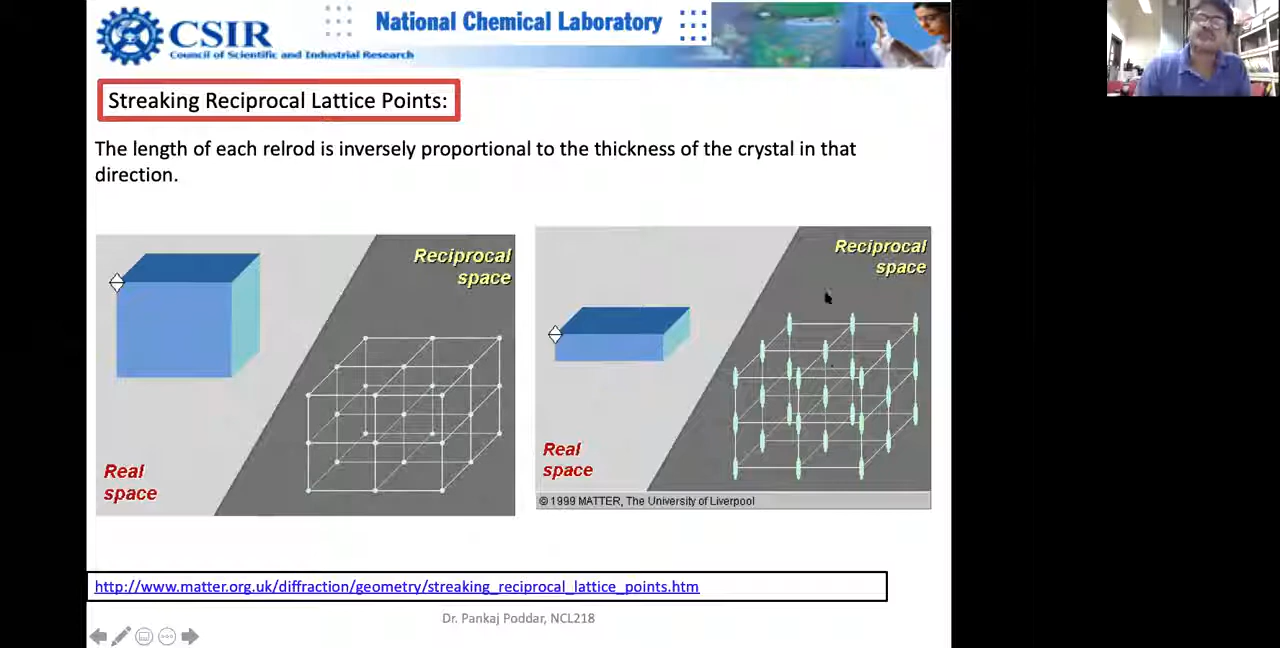 CSIR
Council of Scientific and Industrial Research
National Chemical Laboratory
Streaking Reciprocal Lattice Points:
The length of each relrod is inversely proportional to the thickness of the crystal in that
direction.
Reciprocal
space
Real
space
Reciprocal
space
Real
space
© 1999 MATTER, The University of Liverpool
http://www.matter.org.uk/diffraction/geometry/streaking_reciprocal_lattice_points.htm
Dr. Pankaj Poddar, NCL218